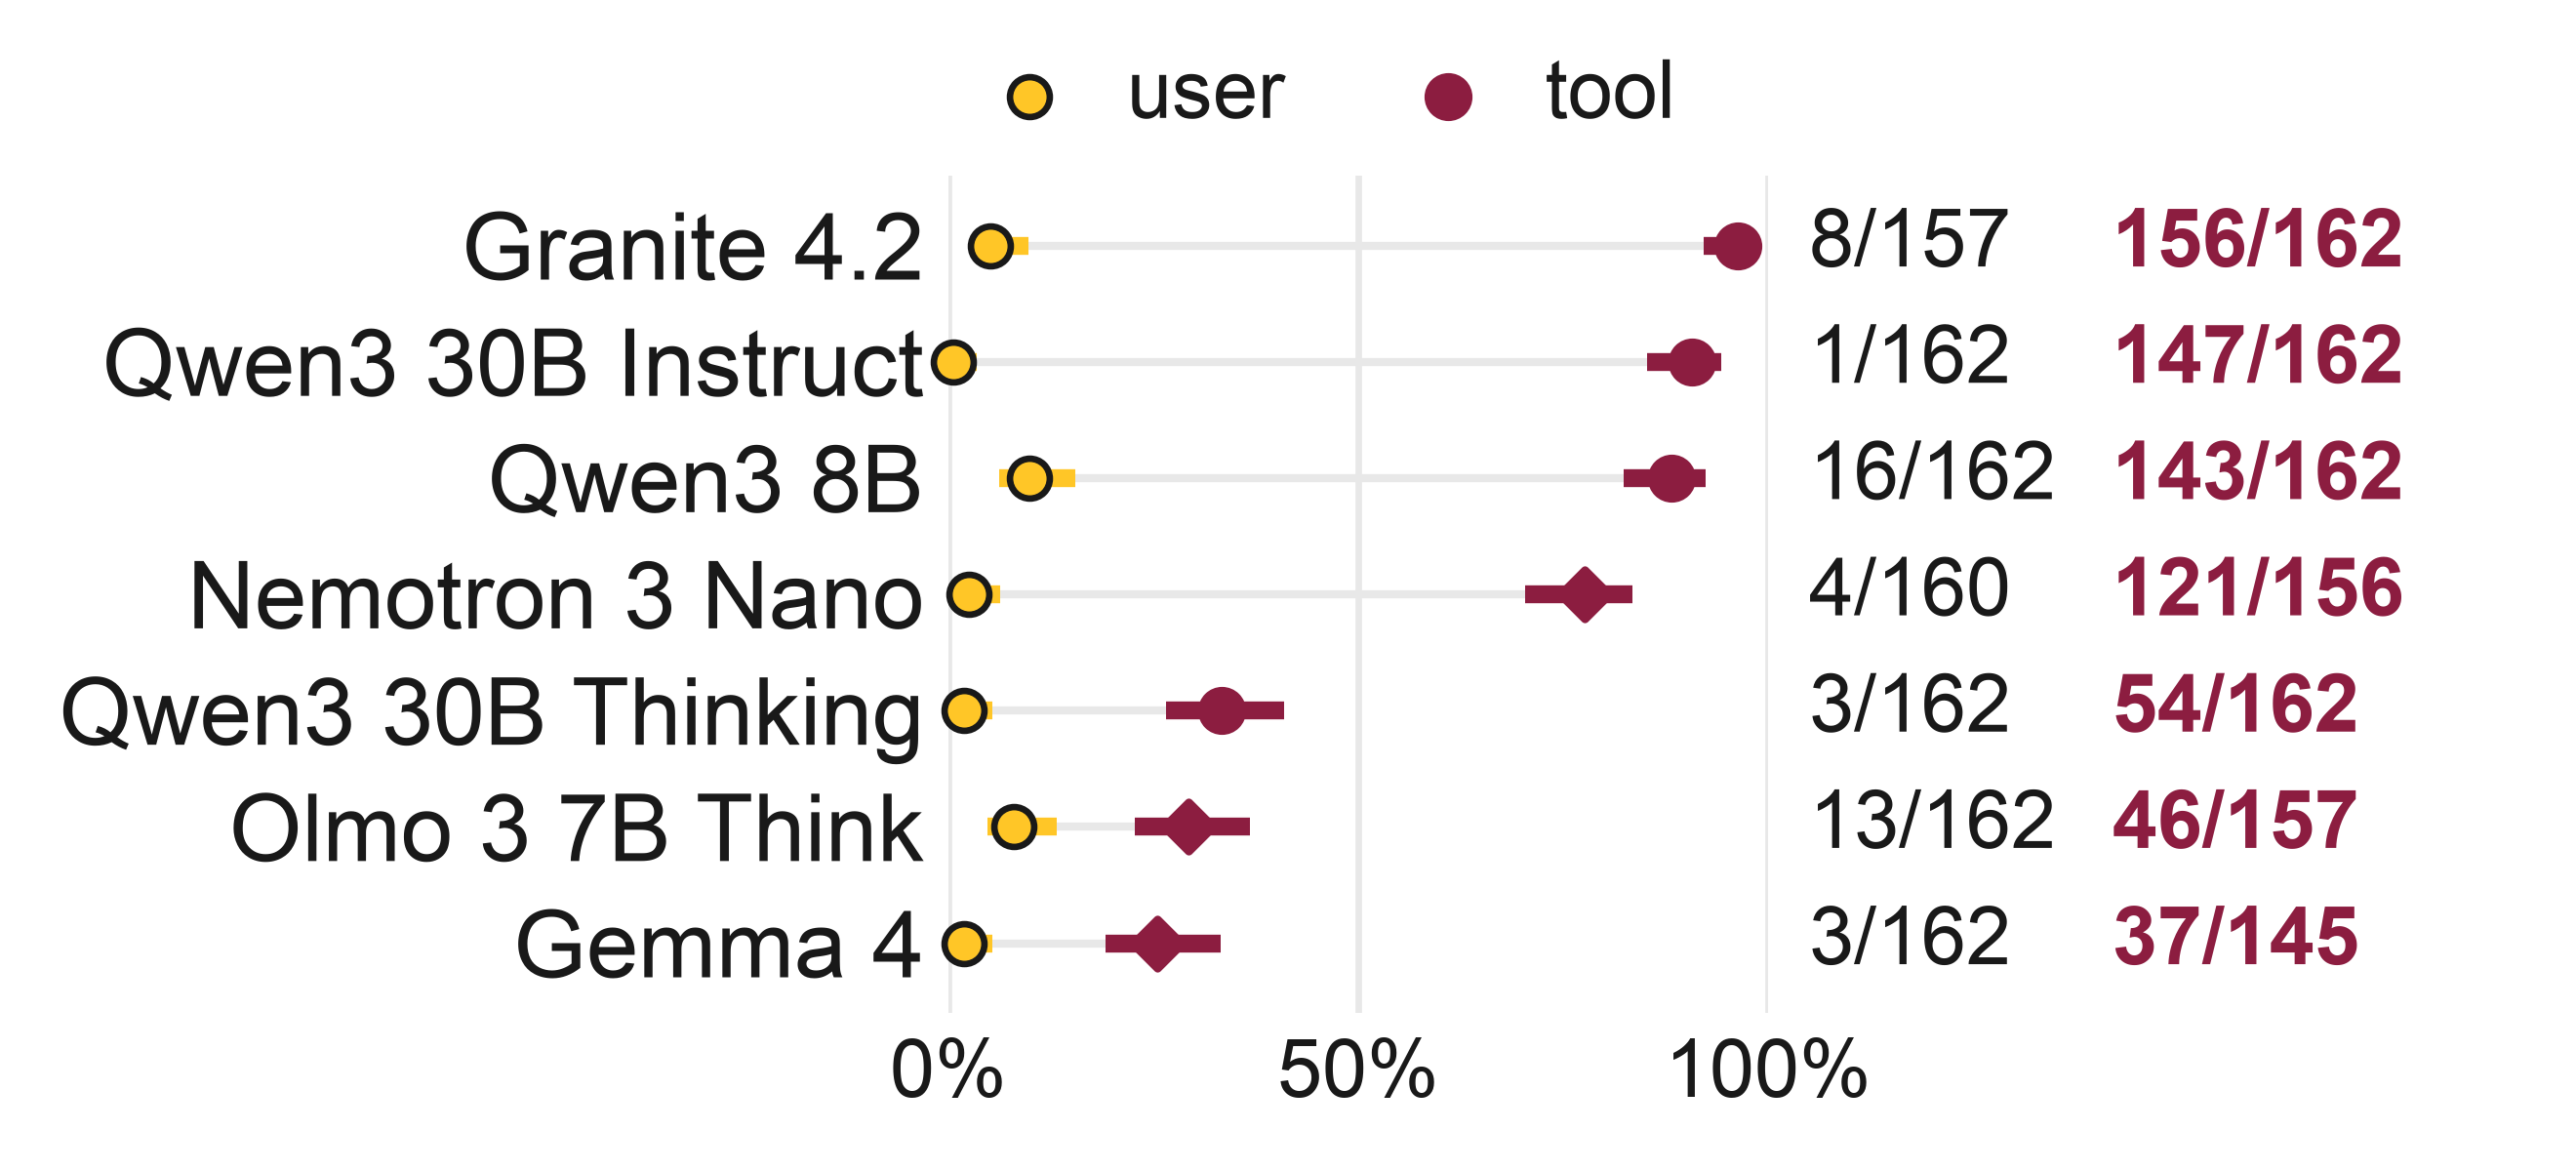 user tool
Granite 4.2 8/157 156/162
Qwen3 30B Instruct 1/162 147/162
Qwen3 8B 16/162 143/162
Nemotron 3 Nano 4/160 121/156
Qwen3 30B Thinking 3/162 54/162
Olmo 3 7B Think 13/162 46/157
Gemma 4 3/162 37/145
0% 50% 100%